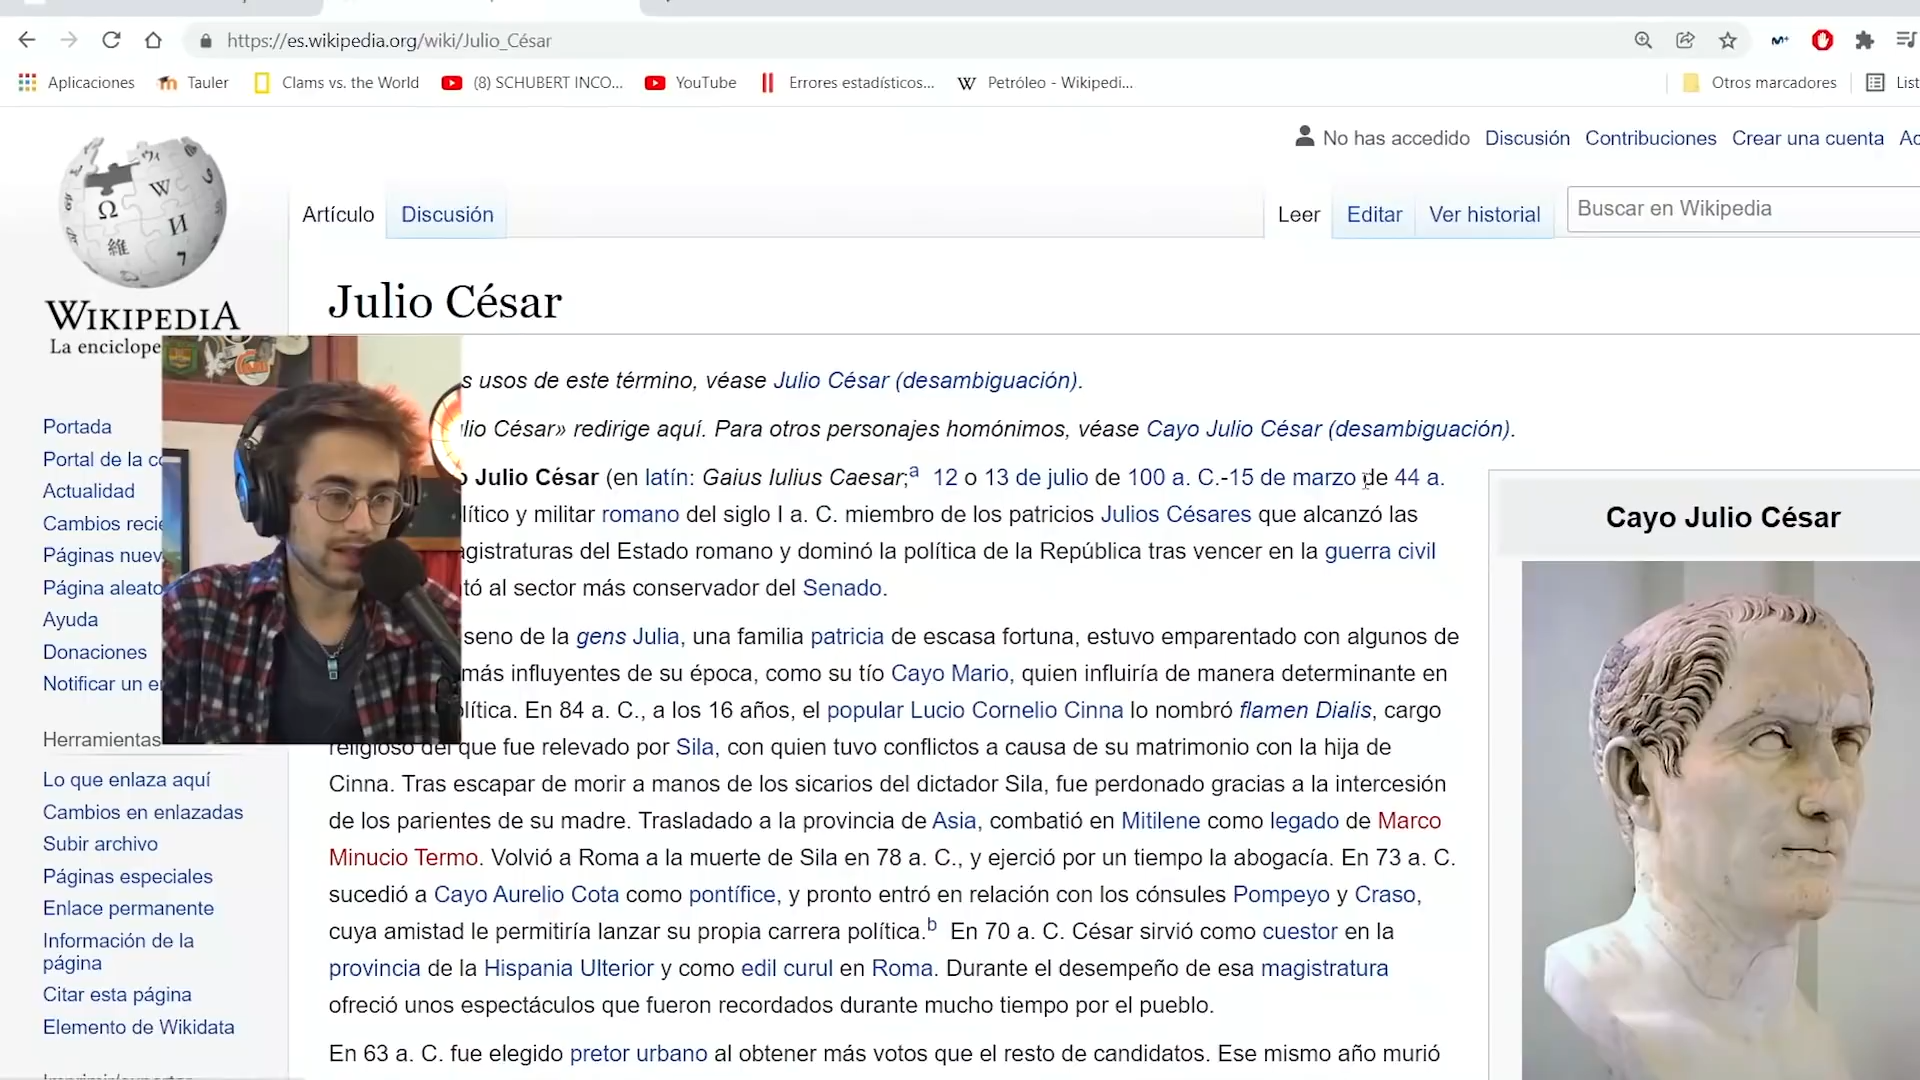 https://es.wikipedia.org/wiki/Julio_César
Aplicaciones Tauler Clams vs. the World (8) SCHUBERT INCO... YouTube Errores estadísticos... Petróleo - Wikipedi... Otros marcadores List
No has accedido Discusión Contribuciones Crear una cuenta Ac
Artículo Discusión Leer Editar Ver historial Buscar en Wikipedia
WIKIPEDIA
La enciclope
Portada
Portal de la co
Actualidad
Cambios recie
Páginas nuev
Página aleato
Ayuda
Donaciones
Notificar un er
Herramientas
Lo que enlaza aquí
Cambios en enlazadas
Subir archivo
Páginas especiales
Enlace permanente
Información de la
página
Citar esta página
Elemento de Wikidata
Julio César
s usos de este término, véase Julio César (desambiguación).
lio César» redirige aquí. Para otros personajes homónimos, véase Cayo Julio César (desambiguación).
o Julio César (en latín: Gaius Iulius Caesar;a 12 o 13 de julio de 100 a. C.-15 de marzo de 44 a.
lítico y militar romano del siglo I a. C. miembro de los patricios Julios Césares que alcanzó las
agistraturas del Estado romano y dominó la política de la República tras vencer en la guerra civil
tó al sector más conservador del Senado.
seno de la gens Julia, una familia patricia de escasa fortuna, estuvo emparentado con algunos de
más influyentes de su época, como su tío Cayo Mario, quien influiría de manera determinante en
lítica. En 84 a. C., a los 16 años, el popular Lucio Cornelio Cinna lo nombró flamen Dialis, cargo
religioso del que fue relevado por Sila, con quien tuvo conflictos a causa de su matrimonio con la hija de
Cinna. Tras escapar de morir a manos de los sicarios del dictador Sila, fue perdonado gracias a la intercesión
de los parientes de su madre. Trasladado a la provincia de Asia, combatió en Mitilene como legado de Marco
Minucio Termo. Volvió a Roma a la muerte de Sila en 78 a. C., y ejerció por un tiempo la abogacía. En 73 a. C.
sucedió a Cayo Aurelio Cota como pontífice, y pronto entró en relación con los cónsules Pompeyo y Craso,
cuya amistad le permitiría lanzar su propia carrera política.b En 70 a. C. César sirvió como cuestor en la
provincia de la Hispania Ulterior y como edil curul en Roma. Durante el desempeño de esa magistratura
ofreció unos espectáculos que fueron recordados durante mucho tiempo por el pueblo.
En 63 a. C. fue elegido pretor urbano al obtener más votos que el resto de candidatos. Ese mismo año murió
Cayo Julio César